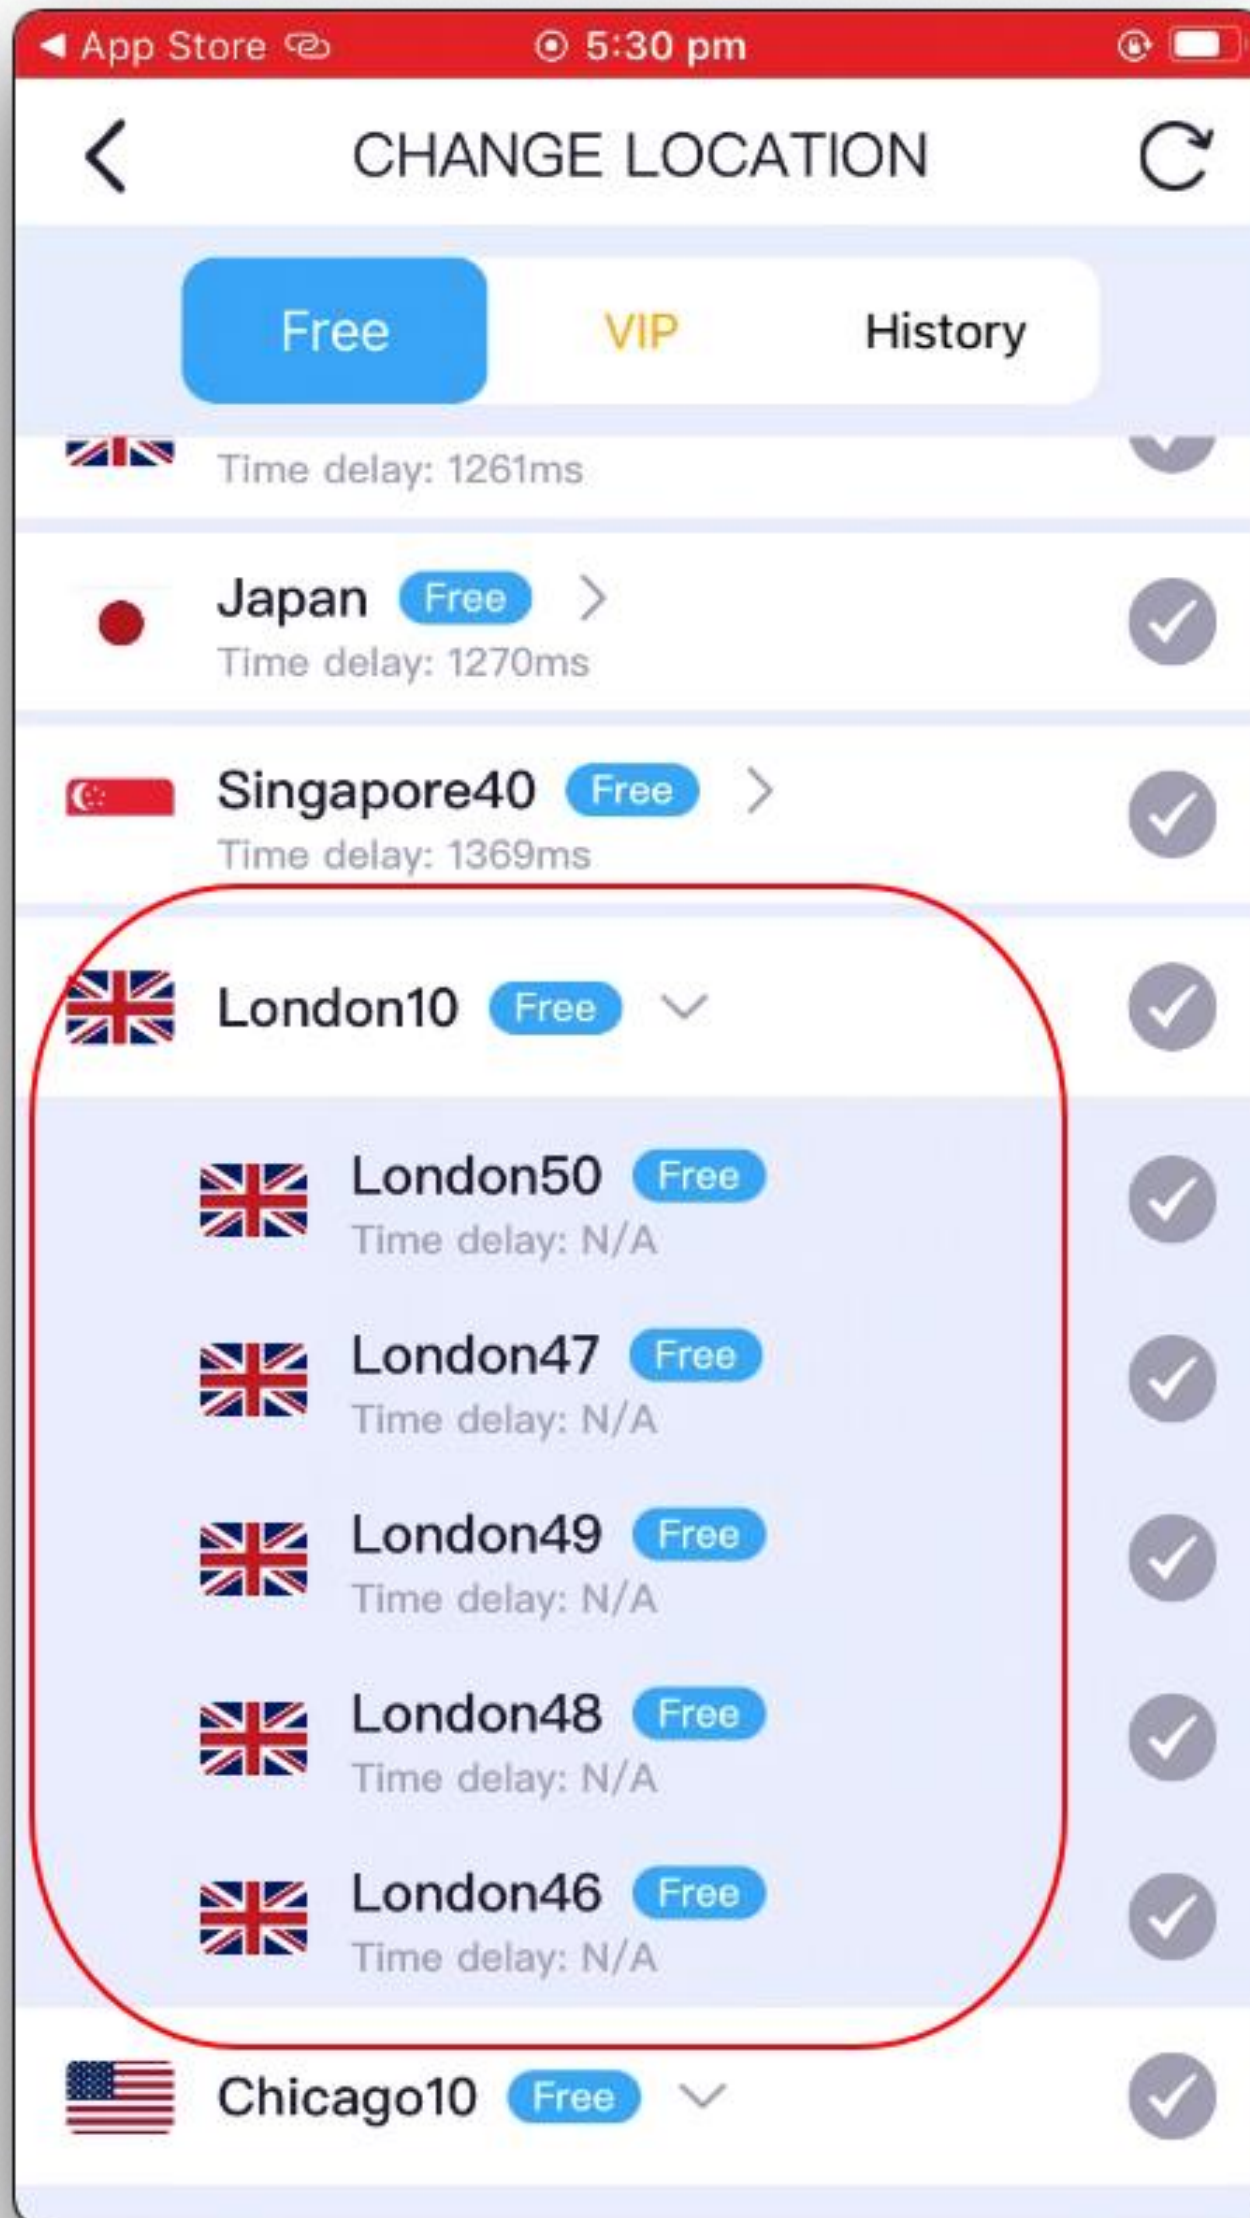 App Store 5:30 pm
CHANGE LOCATION
Free VIP History
Time delay: 1261ms
Japan Free
Time delay: 1270ms
Singapore40 Free
Time delay: 1369ms
London10 Free
London50 Free
Time delay: N/A
London47 Free
Time delay: N/A
London49 Free
Time delay: N/A
London48 Free
Time delay: N/A
London46 Free
Time delay: N/A
Chicago10 Free